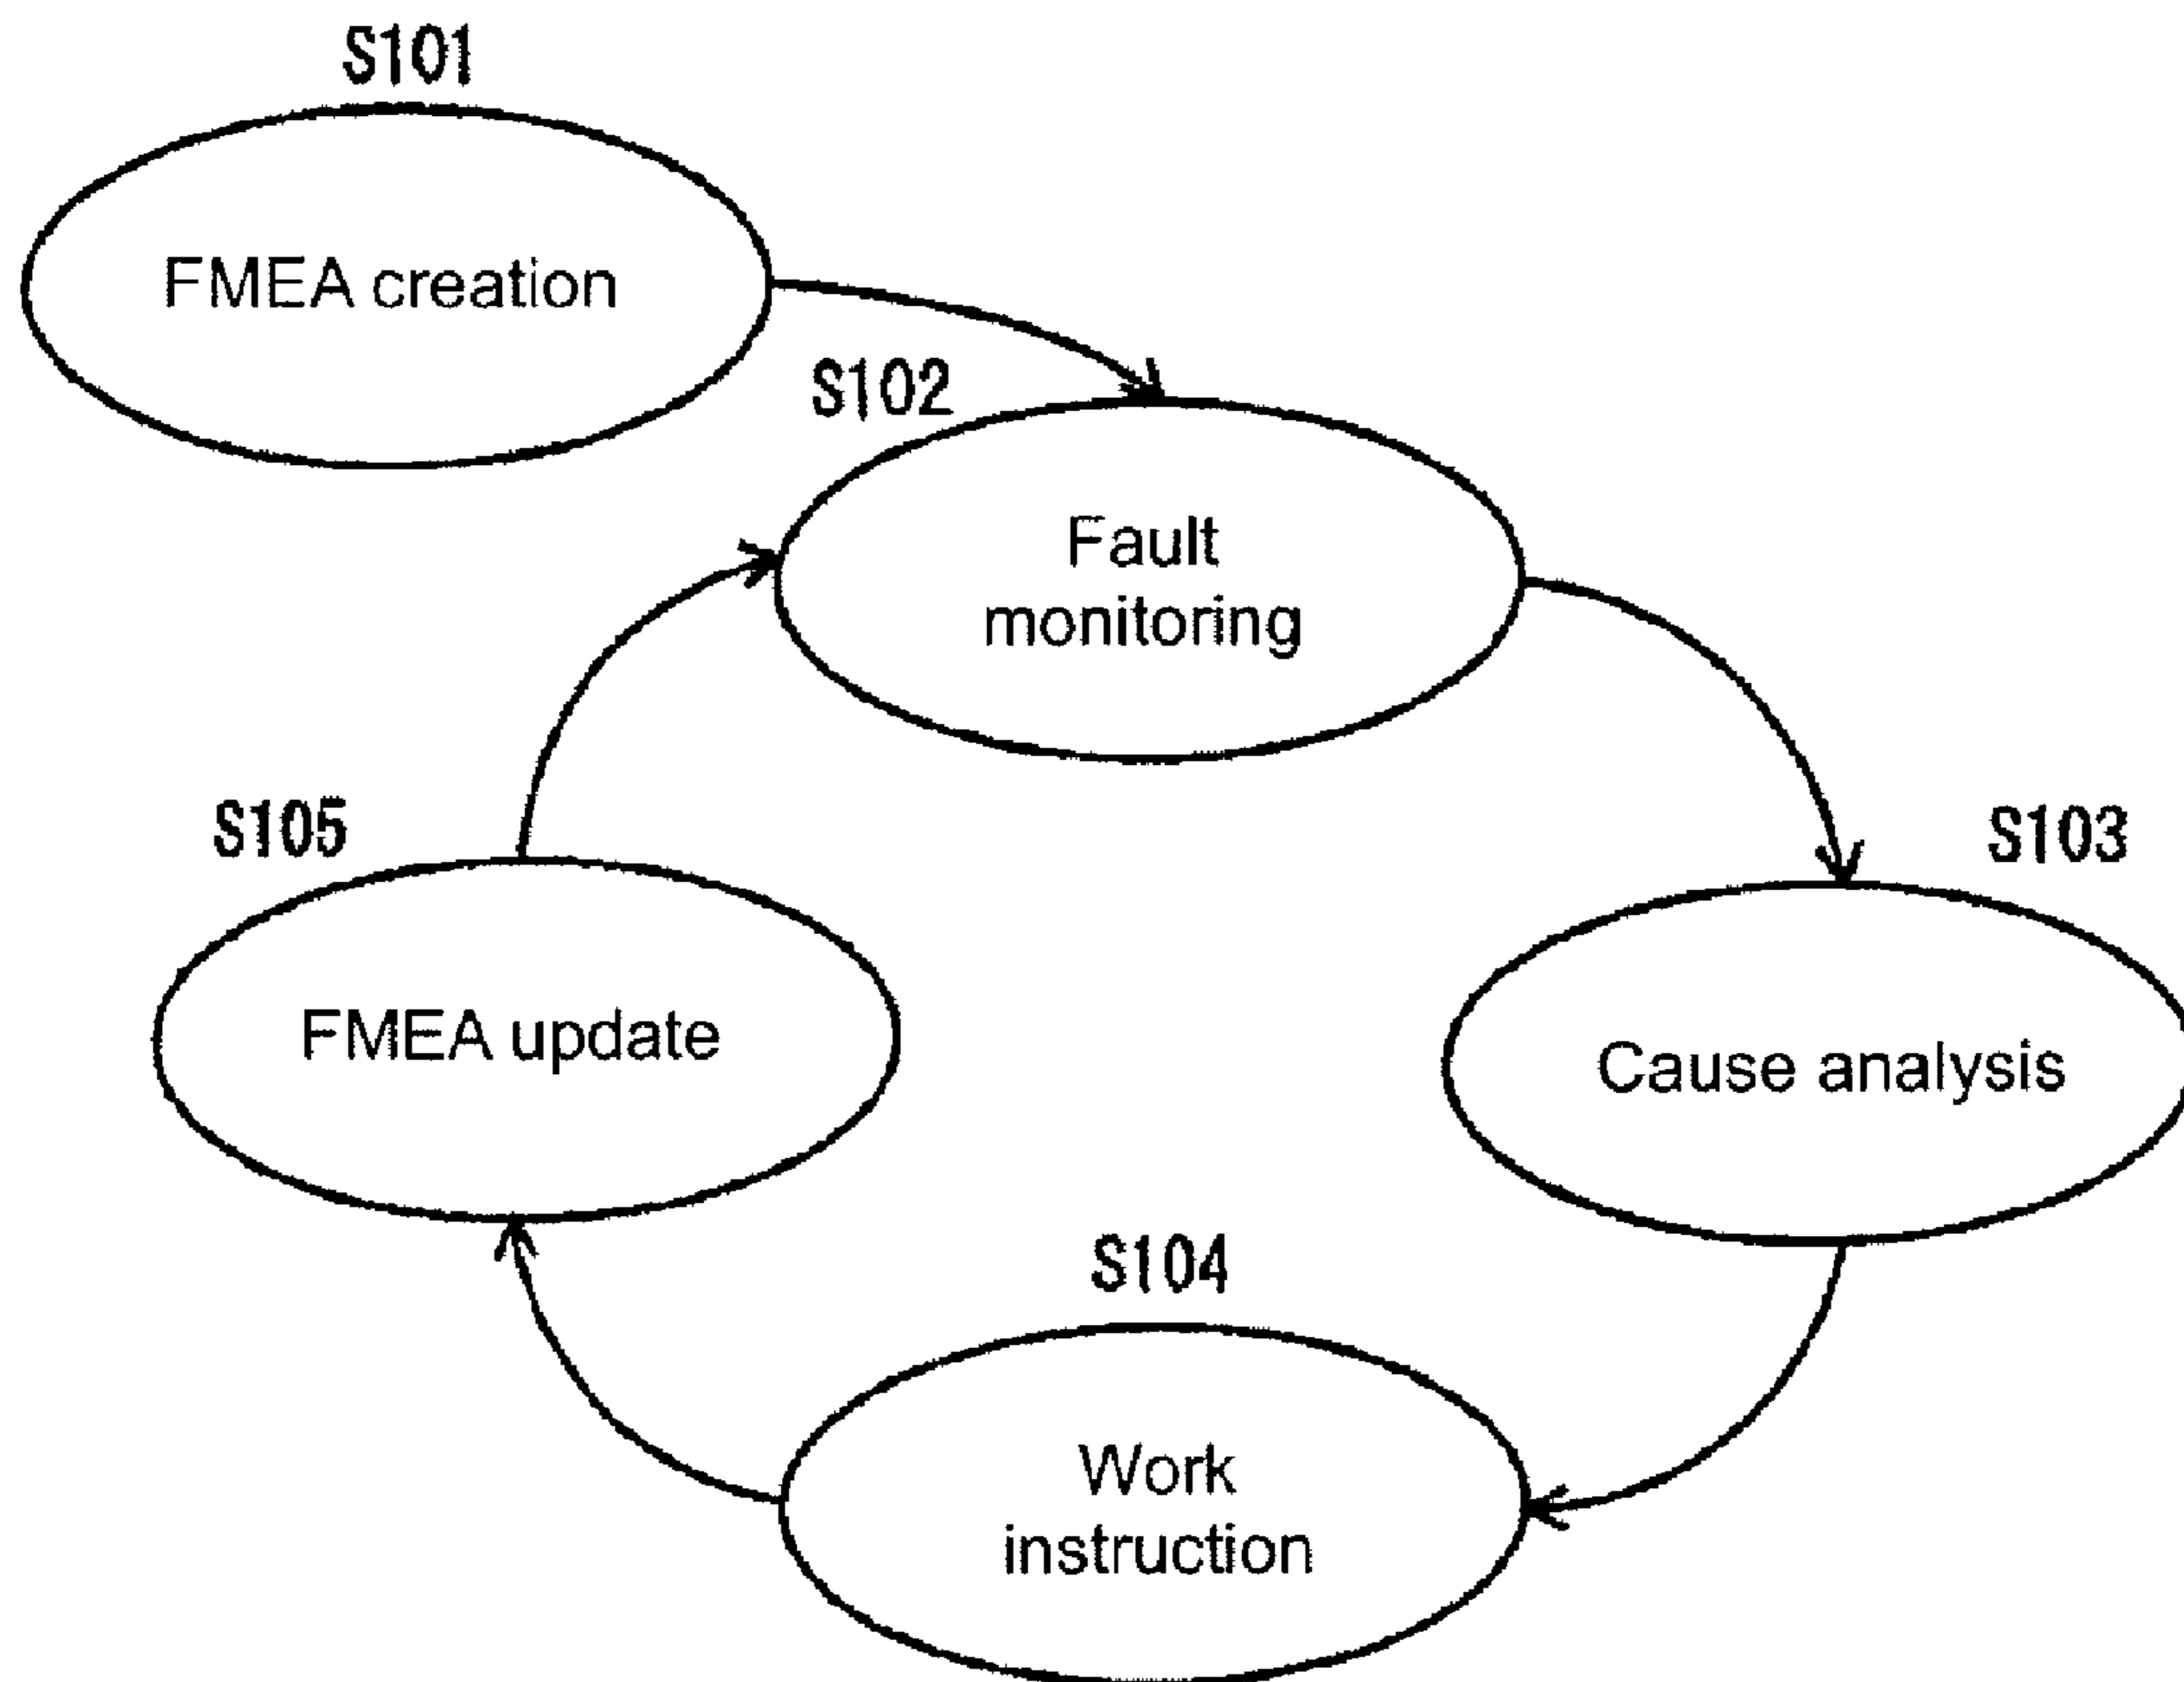 S101
FMEA creation
S102
Fault
monitoring
S105
FMEA update
S103
Cause analysis
S104
Work
instruction